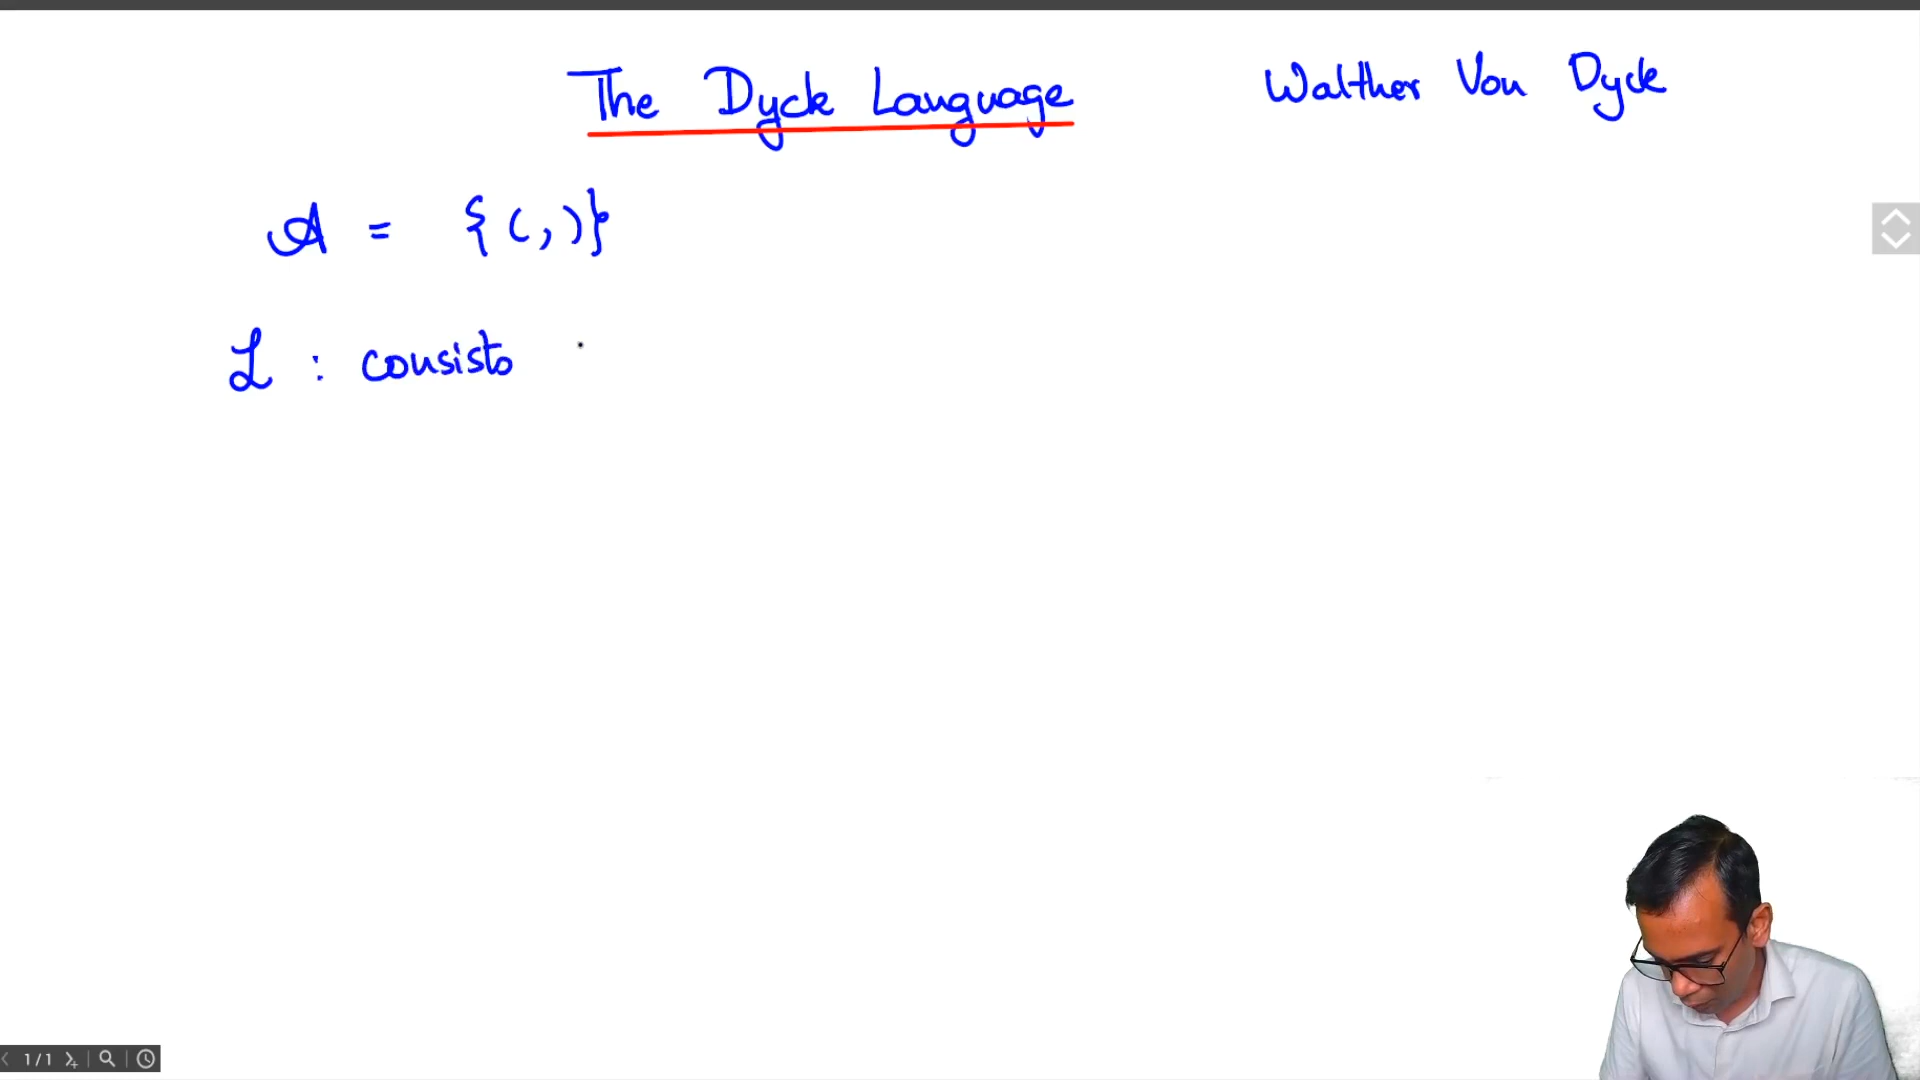 The Dyck Language
Walther Von Dyck
𝒜 = {(,)}
ℒ : consists
1/1